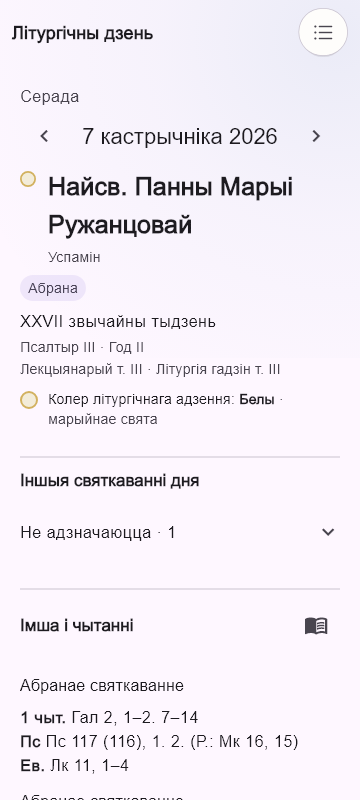 Літургічны дзень
Серада
7 кастрычніка 2026
Найсв. Панны Марыі
Ружанцовай
Успамін
Абрана
XXVII звычайны тыдзень
Псалтыр III · Год II
Лекцыянарый т. III · Літургія гадзін т. III
Колер літургічнага адзення: Белы ·
марыйнае свята
Іншыя святкаванні дня
Не адзначаюцца · 1
Імша і чытанні
Абранае святкаванне
1 чыт. Гал 2, 1–2. 7–14
Пс Пс 117 (116), 1. 2. (Р.: Мк 16, 15)
Ев. Лк 11, 1–4
Абранае святкаванне